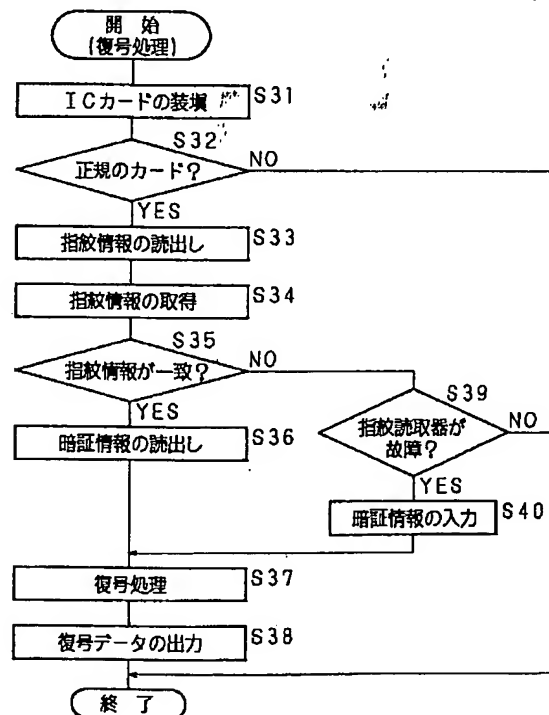 開 始
(復号処理)
ICカードの装填 S31
S32
正規のカード? NO
YES
指紋情報の読出し S33
指紋情報の取得 S34
S35
指紋情報が一致? NO
YES
S39
指紋読取器が NO
故障?
YES
暗証情報の読出し S36
暗証情報の入力 S40
復号処理 S37
復号データの出力 S38
終 了